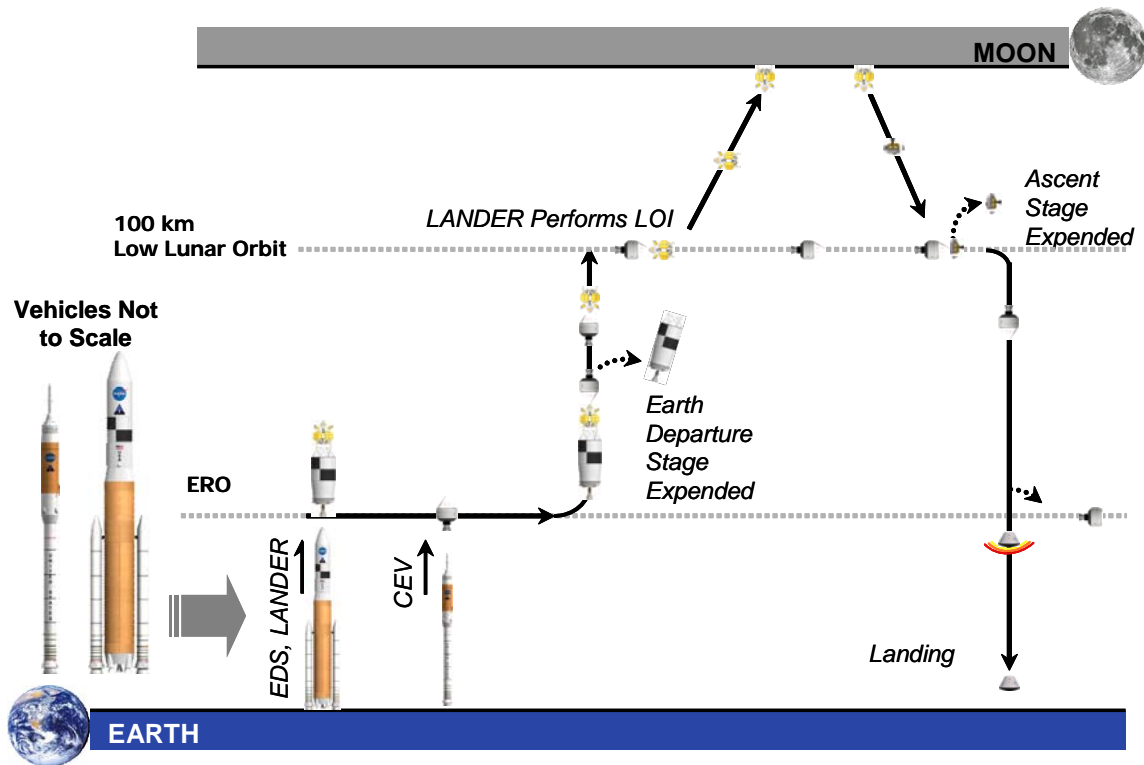 MOON
Ascent
Stage
Expended
LANDER Performs LOI
100 km
Low Lunar Orbit
Vehicles Not
to Scale
Earth
Departure
Stage
Expended
ERO
EDS, LANDER
CEV
Landing
EARTH